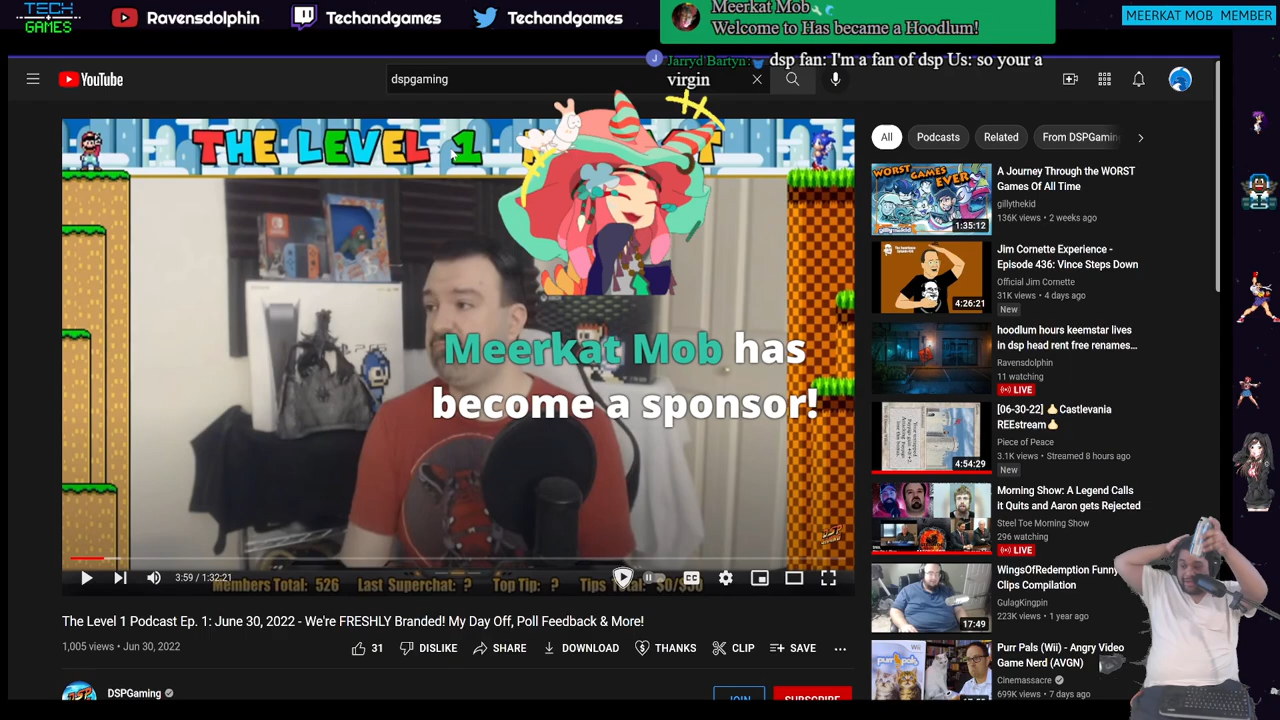 TECH
GAMES
Ravensdolphin
Techandgames
Techandgames
Meerkat Mob
Welcome to Has became a Hoodlum!
MEERKAT MOB MEMBER
J Jarryd Bartyn: dsp fan: I'm a fan of dsp Us: so your a
virgin
YouTube
dspgaming
THE LEVEL 1
Meerkat Mob has
become a sponsor!
3:59 / 1:32:21
CC
Members Total: 526 Last Superchat: ? Top Tip: ?
The Level 1 Podcast Ep. 1: June 30, 2022 - We're FRESHLY Branded! My Day Off, Poll Feedback & More!
1,005 views • Jun 30, 2022
31
DISLIKE
SHARE
DOWNLOAD
THANKS
CLIP
SAVE
DSPGaming
JOIN
SUBSCRIBE
All
Podcasts
Related
From DSPGamin
WORST
GAMES
EVER
gillythekid
1:35:12
A Journey Through the WORST
Games Of All Time
gillythekid
136K views • 2 weeks ago
4:26:21
Jim Cornette Experience -
Episode 436: Vince Steps Down
Official Jim Cornette
31K views • 4 days ago
New
hoodlum hours keemstar lives
in dsp head rent free renames...
Ravensdolphin
11 watching
LIVE
4:54:29
[06-30-22] Castlevania
REEstream
Piece of Peace
3.1K views • Streamed 8 hours ago
New
Morning Show: A Legend Calls
it Quits and Aaron gets Rejected
Steel Toe Morning Show
296 watching
LIVE
17:49
WingsOfRedemption Funny
Clips Compilation
GulagKingpin
223K views • 1 year ago
Purr Pals (Wii) - Angry Video
Game Nerd (AVGN)
Cinemassacre
699K views • 7 days ago